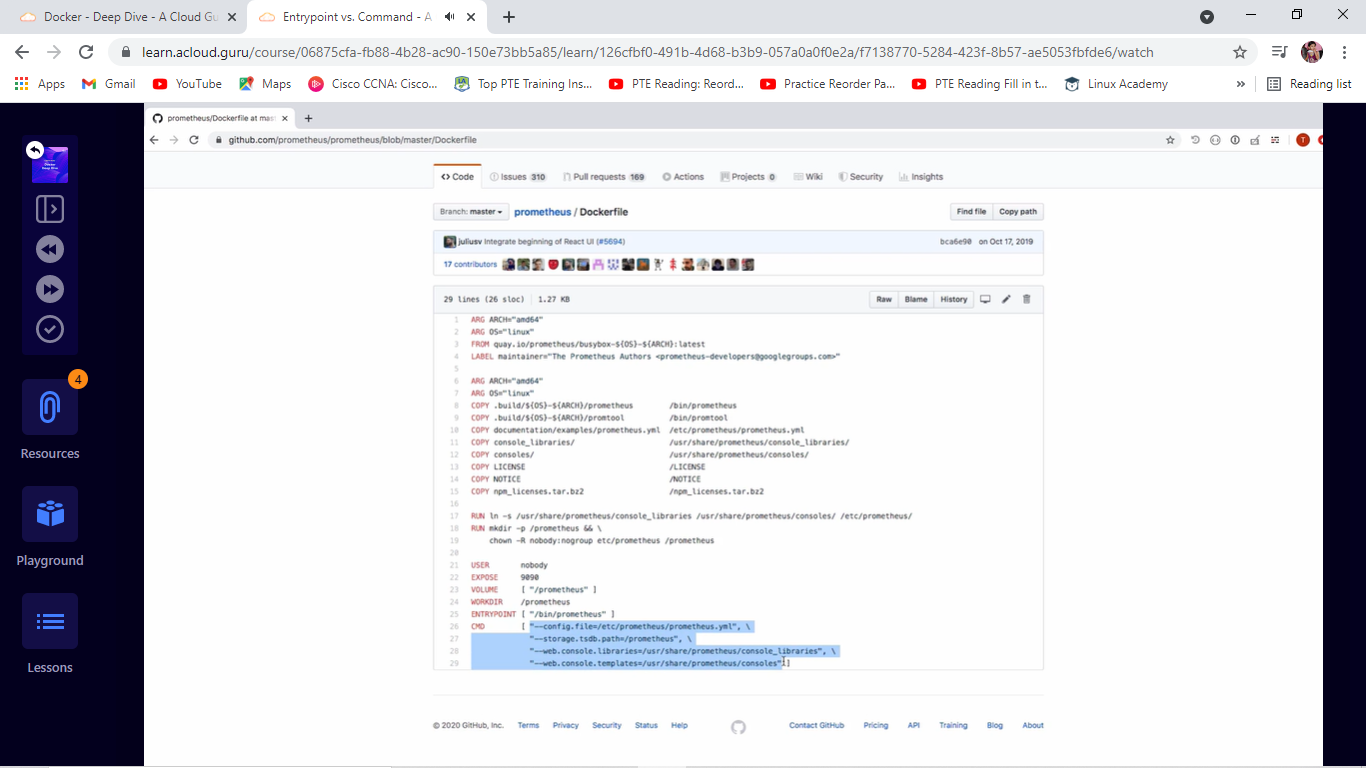 Docker - Deep Dive - A Cloud Gu
Entrypoint vs. Command - A
learn.acloud.guru/course/06875cfa-fb88-4b28-ac90-150e73bb5a85/learn/126cfbf0-491b-4d68-b3b9-057a0a0f0e2a/f7138770-5284-423f-8b57-ae5053fbfde6/watch
Apps Gmail YouTube Maps Cisco CCNA: Cisco... Top PTE Training Ins... PTE Reading: Reord... Practice Reorder Pa... PTE Reading Fill in t... Linux Academy » Reading list
prometheus/Dockerfile at mast
github.com/prometheus/prometheus/blob/master/Dockerfile
Docker
Deep Dive
4
Resources
Playground
Lessons
Code Issues 310 Pull requests 169 Actions Projects 0 Wiki Security Insights
Branch: master prometheus / Dockerfile Find file Copy path
juliusv Integrate beginning of React UI (#5694) bca6e90 on Oct 17, 2019
17 contributors
29 lines (26 sloc) 1.27 KB Raw Blame History
1 ARG ARCH="amd64"
2 ARG OS="linux"
3 FROM quay.io/prometheus/busybox-${OS}-${ARCH}:latest
4 LABEL maintainer="The Prometheus Authors <prometheus-developers@googlegroups.com>"
5
6 ARG ARCH="amd64"
7 ARG OS="linux"
8 COPY .build/${OS}-${ARCH}/prometheus /bin/prometheus
9 COPY .build/${OS}-${ARCH}/promtool /bin/promtool
10 COPY documentation/examples/prometheus.yml /etc/prometheus/prometheus.yml
11 COPY console_libraries/ /usr/share/prometheus/console_libraries/
12 COPY consoles/ /usr/share/prometheus/consoles/
13 COPY LICENSE /LICENSE
14 COPY NOTICE /NOTICE
15 COPY npm_licenses.tar.bz2 /npm_licenses.tar.bz2
16
17 RUN ln -s /usr/share/prometheus/console_libraries /usr/share/prometheus/consoles/ /etc/prometheus/
18 RUN mkdir -p /prometheus && \
19 chown -R nobody:nogroup etc/prometheus /prometheus
20
21 USER nobody
22 EXPOSE 9090
23 VOLUME [ "/prometheus" ]
24 WORKDIR /prometheus
25 ENTRYPOINT [ "/bin/prometheus" ]
26 CMD [ "--config.file=/etc/prometheus/prometheus.yml", \
27 "--storage.tsdb.path=/prometheus", \
28 "--web.console.libraries=/usr/share/prometheus/console_libraries", \
29 "--web.console.templates=/usr/share/prometheus/consoles" ]
© 2020 GitHub, Inc. Terms Privacy Security Status Help Contact GitHub Pricing API Training Blog About